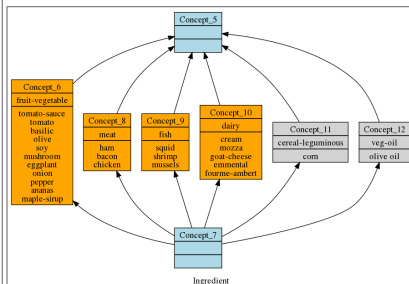 Concept_5
Concept_6
fruit-vegetable
tomato-sauce
tomato
basilic
olive
soy
mushroom
eggplant
onion
pepper
ananas
maple-sirup
Concept_8
meat
ham
bacon
chicken
Concept_9
fish
squid
shrimp
mussels
Concept_10
dairy
cream
mozza
goat-cheese
emmental
fourme-ambert
Concept_11
cereal-leguminous
corn
Concept_12
veg-oil
olive oil
Concept_7
Ingredient